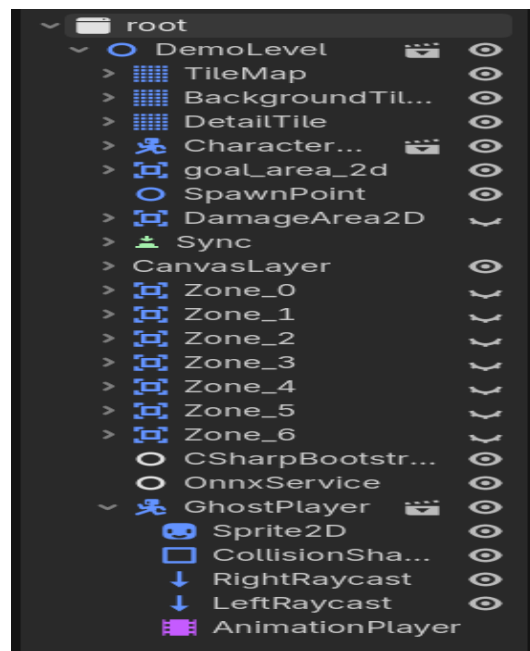 root
DemoLevel
TileMap
BackgroundTil...
DetailTile
Character...
goal_area_2d
SpawnPoint
DamageArea2D
Sync
CanvasLayer
Zone_0
Zone_1
Zone_2
Zone_3
Zone_4
Zone_5
Zone_6
CSharpBootstr...
OnnxService
GhostPlayer
Sprite2D
CollisionSha...
RightRaycast
LeftRaycast
AnimationPlayer